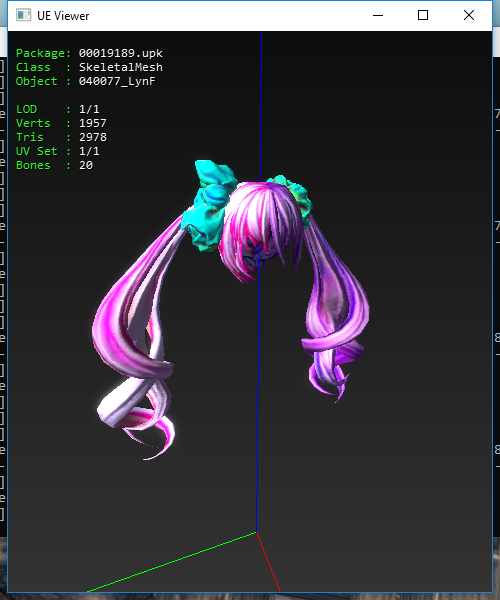 UE Viewer
Package: 00019189.upk
Class  : SkeletalMesh
Object : 040077_LynF
LOD    : 1/1
Verts  : 1957
Tris   : 2978
UV Set : 1/1
Bones  : 20